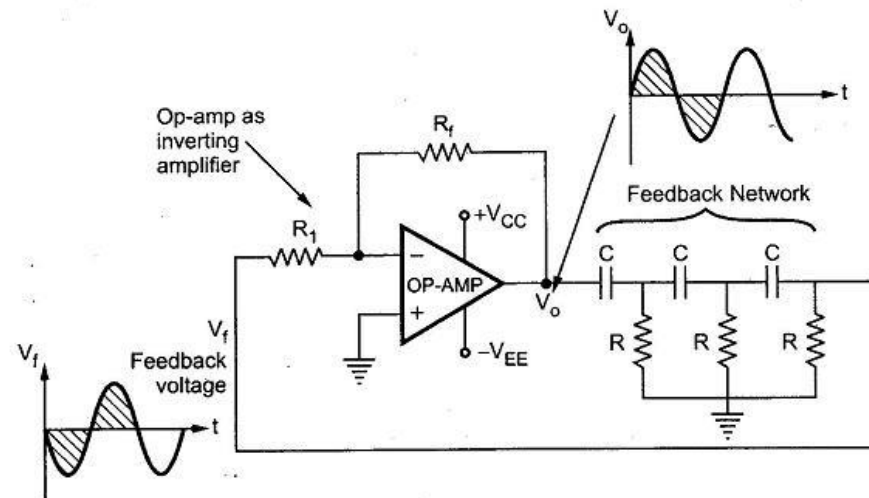 Vo
t
Op-amp as
inverting
amplifier
Rf
Feedback Network
+VCC
R1
C
C
C
−
OP-AMP
+
Vo
−VEE
R
R
R
Vf
Feedback
voltage
Vf
t